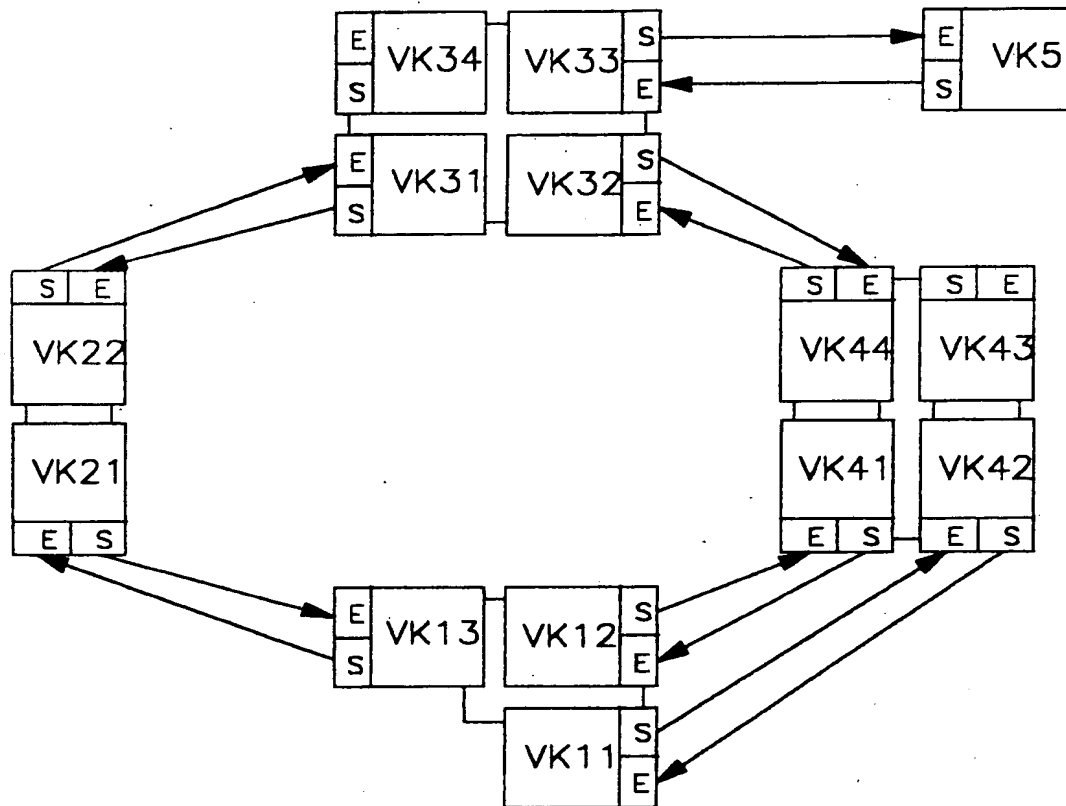 E VK34 VK33 S E VK5
S E S
E VK31 VK32 S
S E
S E S E S E
VK22 VK44 VK43
VK21 VK41 VK42
E S E S E S
E VK13 VK12 S
S E
VK11 S
E